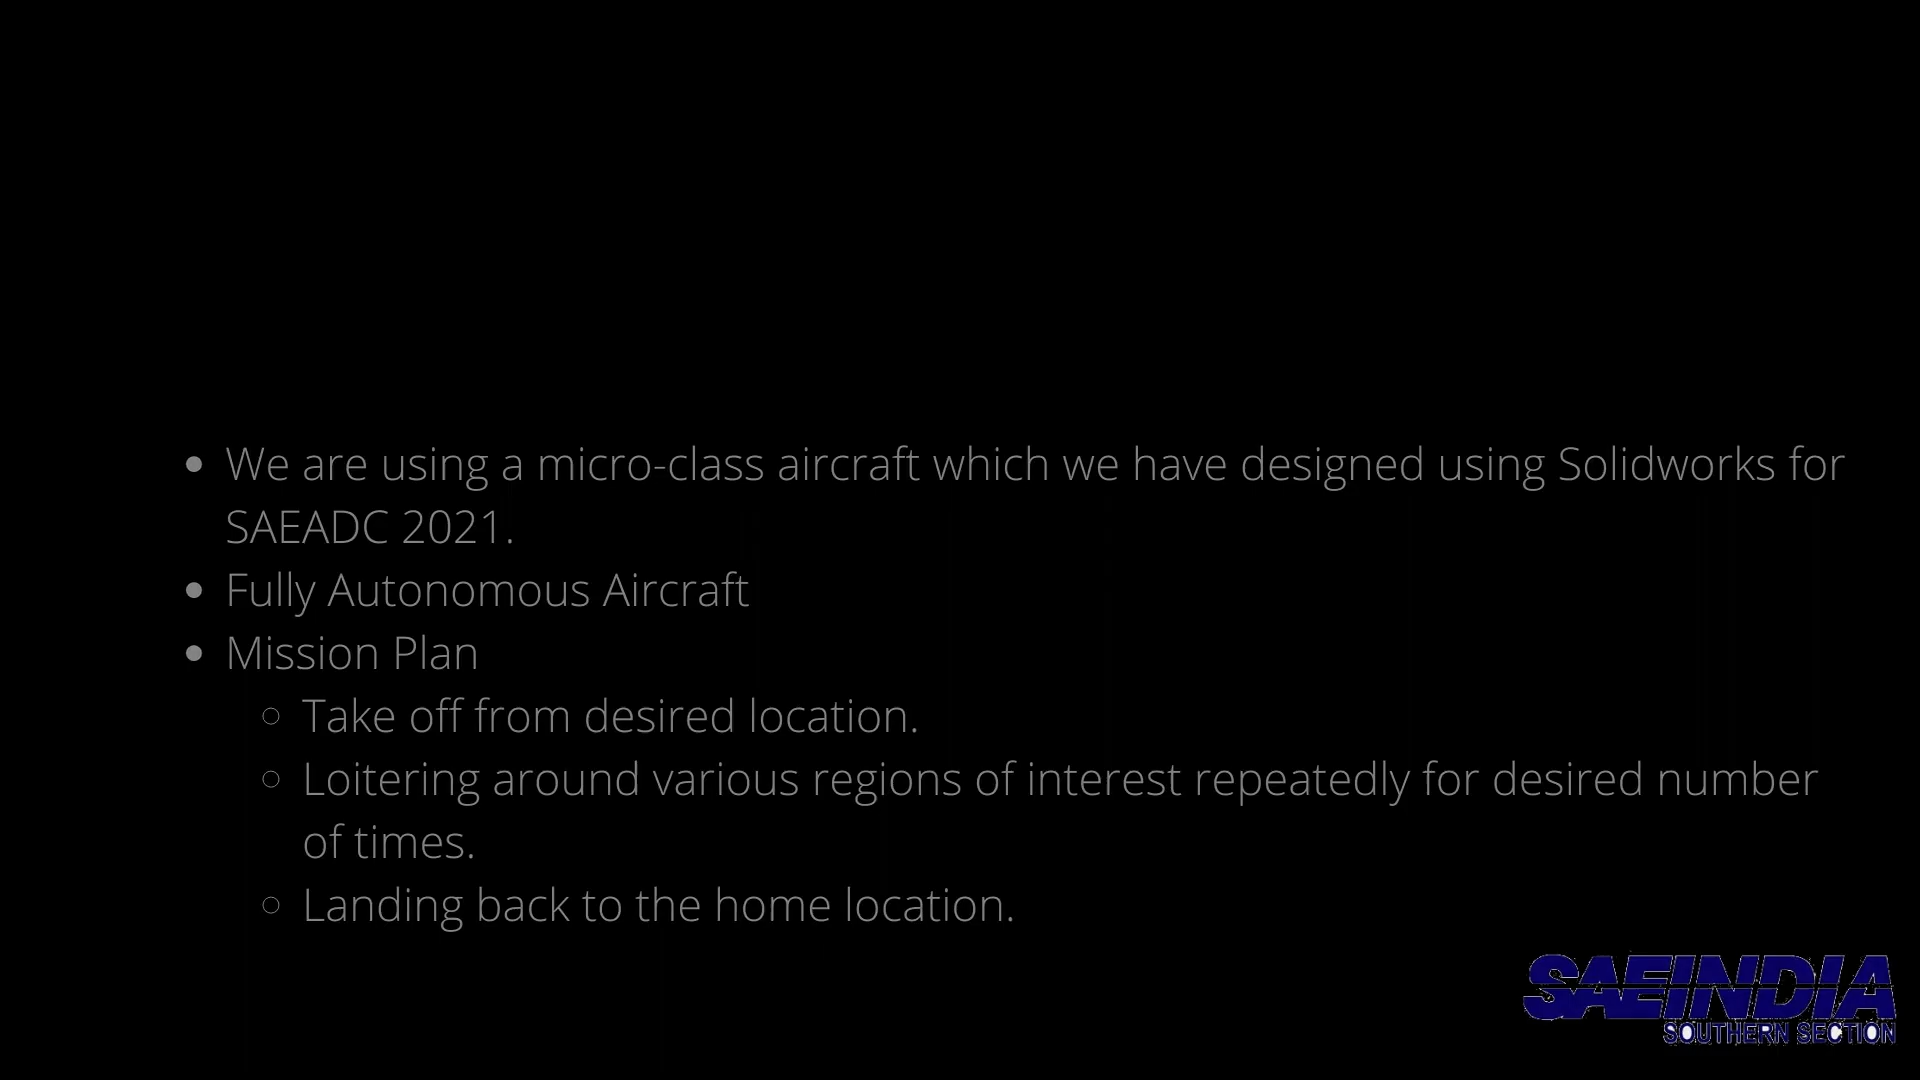 • We are using a micro-class aircraft which we have designed using Solidworks for
SAEADC 2021.
• Fully Autonomous Aircraft
• Mission Plan
○ Take off from desired location.
○ Loitering around various regions of interest repeatedly for desired number
of times.
○ Landing back to the home location.
SAEINDIA
SOUTHERN SECTION